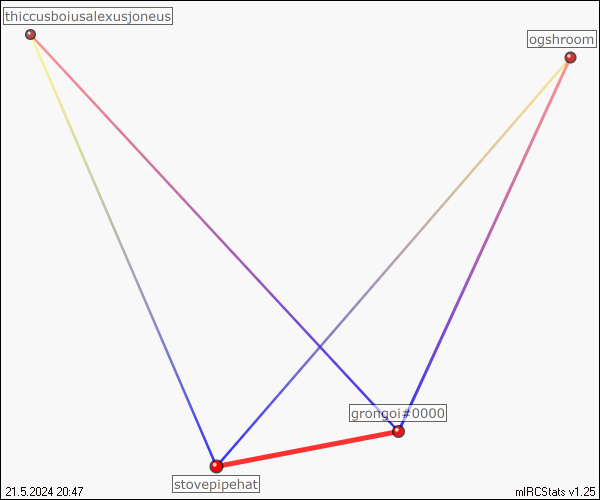 thiccusboiusalexusjoneus
ogshroom
grongoi#0000
stovepipehat
21.5.2024 20:47
mIRCStats v1.25